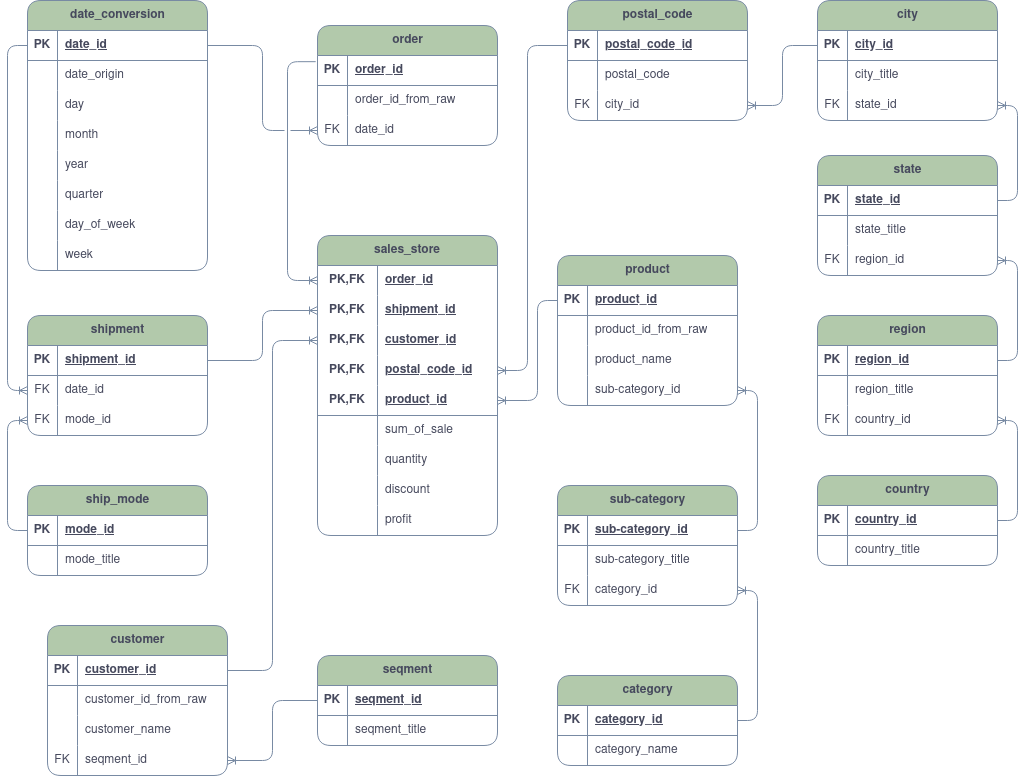 date_conversion
PK date_id
date_origin
day
month
year
quarter
day_of_week
week
order
PK order_id
order_id_from_raw
FK date_id
postal_code
PK postal_code_id
postal_code
FK city_id
city
PK city_id
city_title
FK state_id
state
PK state_id
state_title
FK region_id
sales_store
PK,FK order_id
PK,FK shipment_id
PK,FK customer_id
PK,FK postal_code_id
PK,FK product_id
sum_of_sale
quantity
discount
profit
product
PK product_id
product_id_from_raw
product_name
sub-category_id
shipment
PK shipment_id
FK date_id
FK mode_id
region
PK region_id
region_title
FK country_id
ship_mode
PK mode_id
mode_title
sub-category
PK sub-category_id
sub-category_title
FK category_id
country
PK country_id
country_title
customer
PK customer_id
customer_id_from_raw
customer_name
FK seqment_id
seqment
PK seqment_id
seqment_title
category
PK category_id
category_name